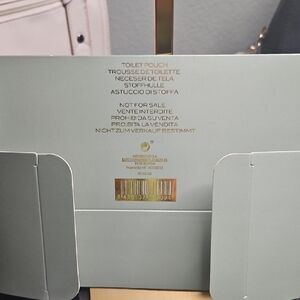 TOILET POUCH
TROUSSE DE TOILETTE
NECESER DE TELA
STOFFHÜLLE
ASTUCCIO DI STOFFA
NOT FOR SALE
VENTE INTERDITE
PROHIBIDA SU VENTA
PROIBITA LA VENDITA
NICHT ZUM VERKAUF BESTIMMT